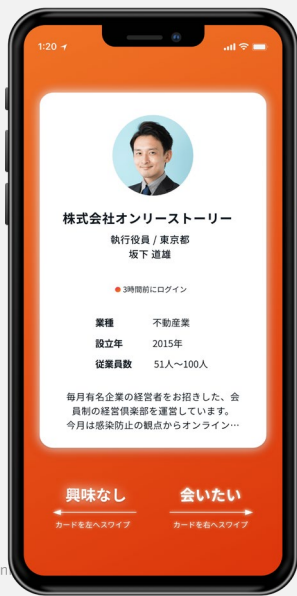 1:20
株式会社オンリーストーリー
執行役員 / 東京都
坂下 道雄
3時間前にログイン
業種 不動産業
設立年 2015年
従業員数 51人〜100人
毎月有名企業の経営者をお招きした、会
員制の経営倶楽部を運営しています。
今月は感染防止の観点からオンライン…
興味なし 会いたい
カードを左へスワイプ カードを右へスワイプ